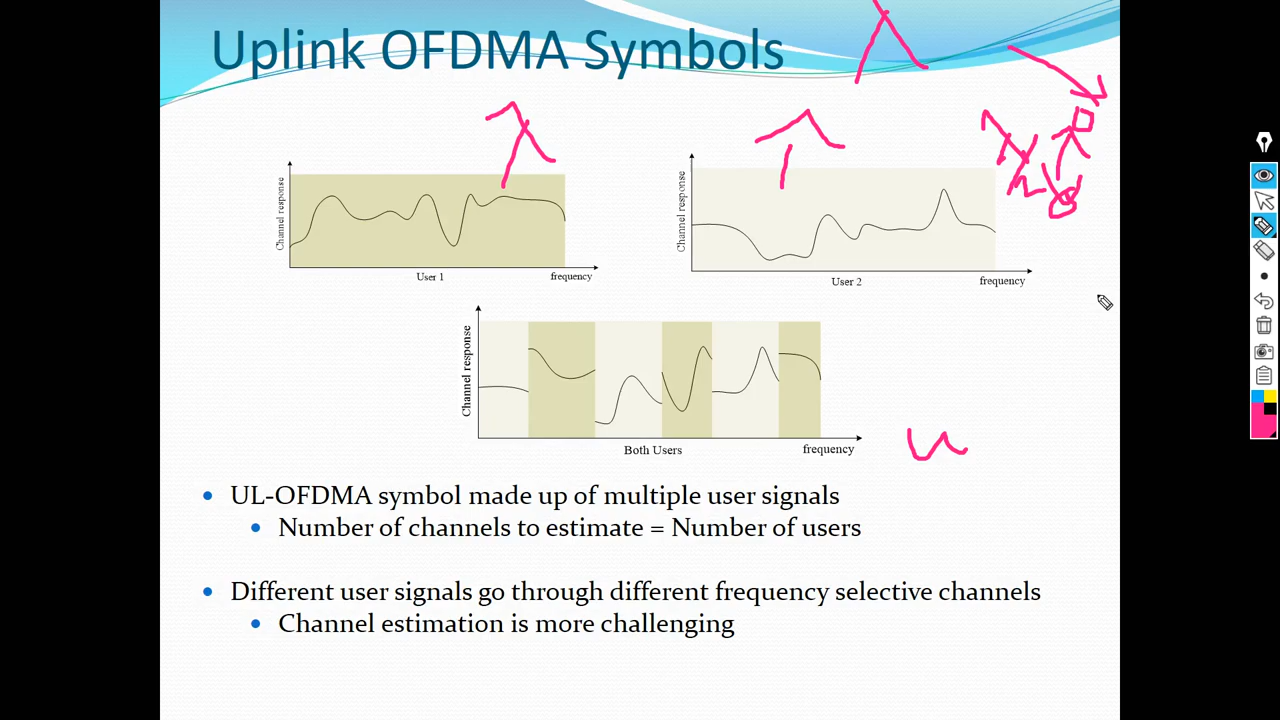 Uplink OFDMA Symbols
Channel response
User 1
frequency
Channel response
User 2
frequency
Channel response
Both Users
frequency
• UL-OFDMA symbol made up of multiple user signals
• Number of channels to estimate = Number of users
• Different user signals go through different frequency selective channels
• Channel estimation is more challenging